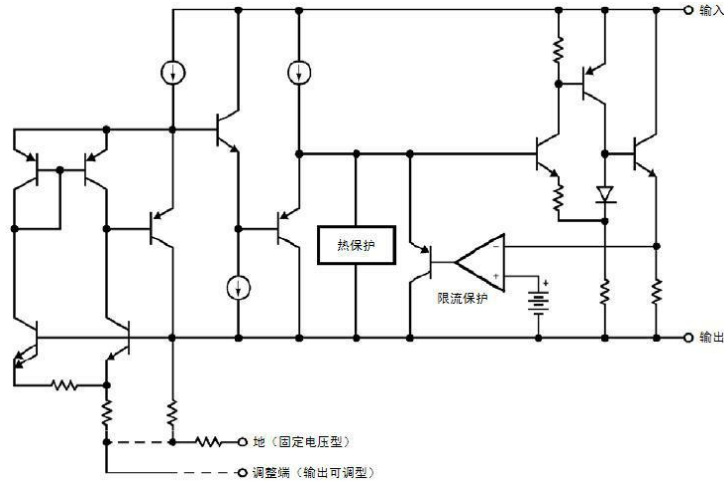 输入
热保护
−
+
限流保护
+
输出
地（固定电压型）
调整端（输出可调型）